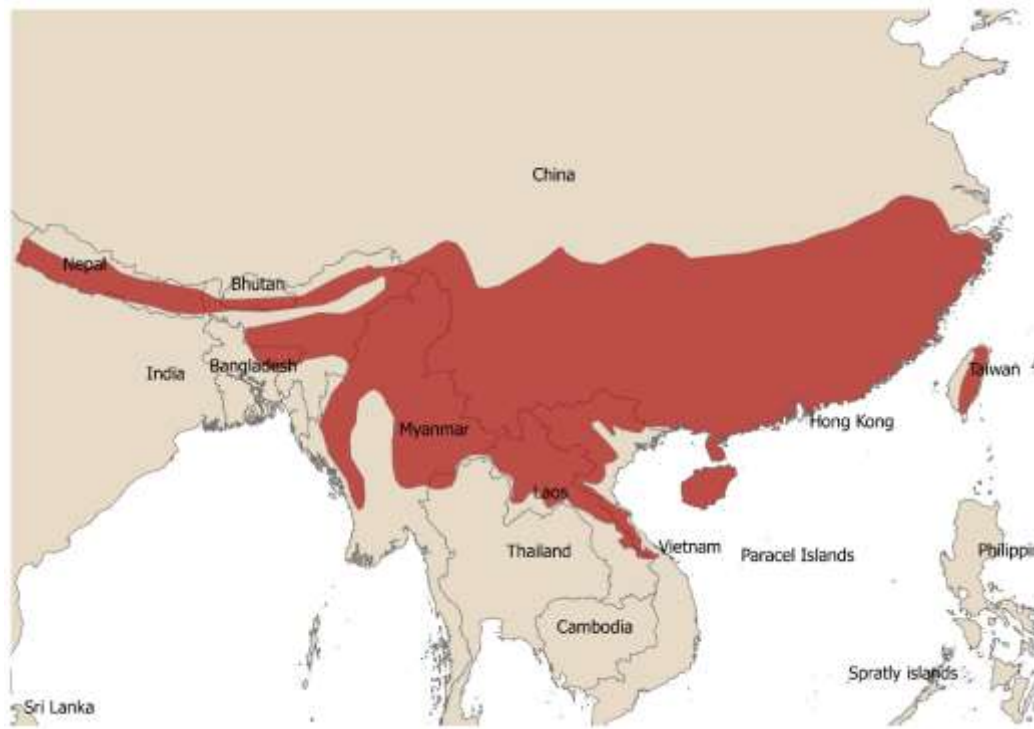 China
Nepal
Bhutan
India
Bangladesh
Taiwan
Myanmar
Hong Kong
Laos
Thailand
Vietnam
Paracel Islands
Philippi
Cambodia
Spratly islands
Sri Lanka